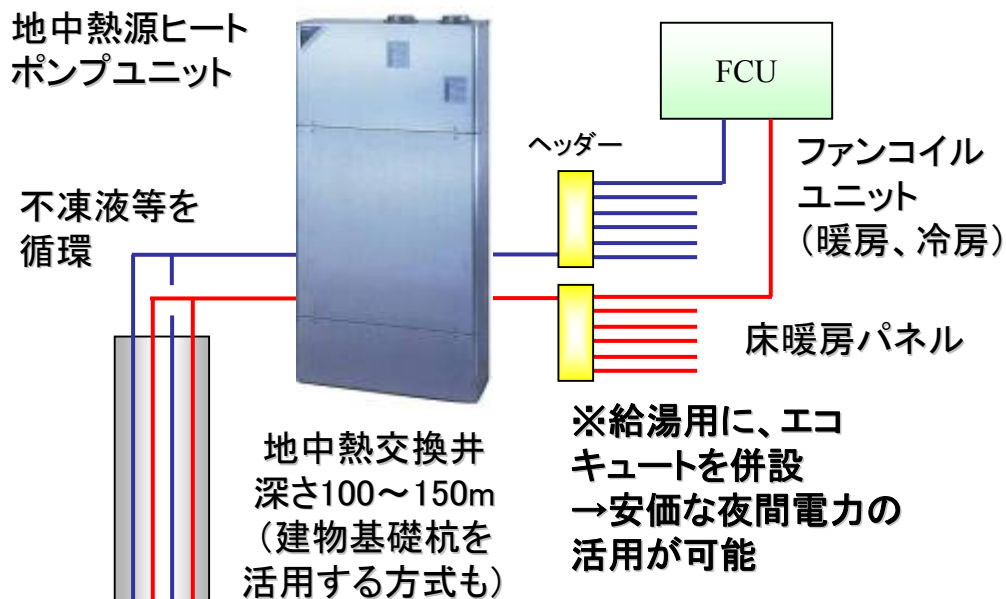 地中熱源ヒート
ポンプユニット
FCU
ヘッダー
ファンコイル
ユニット
（暖房、冷房）
不凍液等を
循環
床暖房パネル
地中熱交換井
深さ100～150m
（建物基礎杭を
活用する方式も）
※給湯用に、エコ
キュートを併設
→安価な夜間電力の
活用が可能